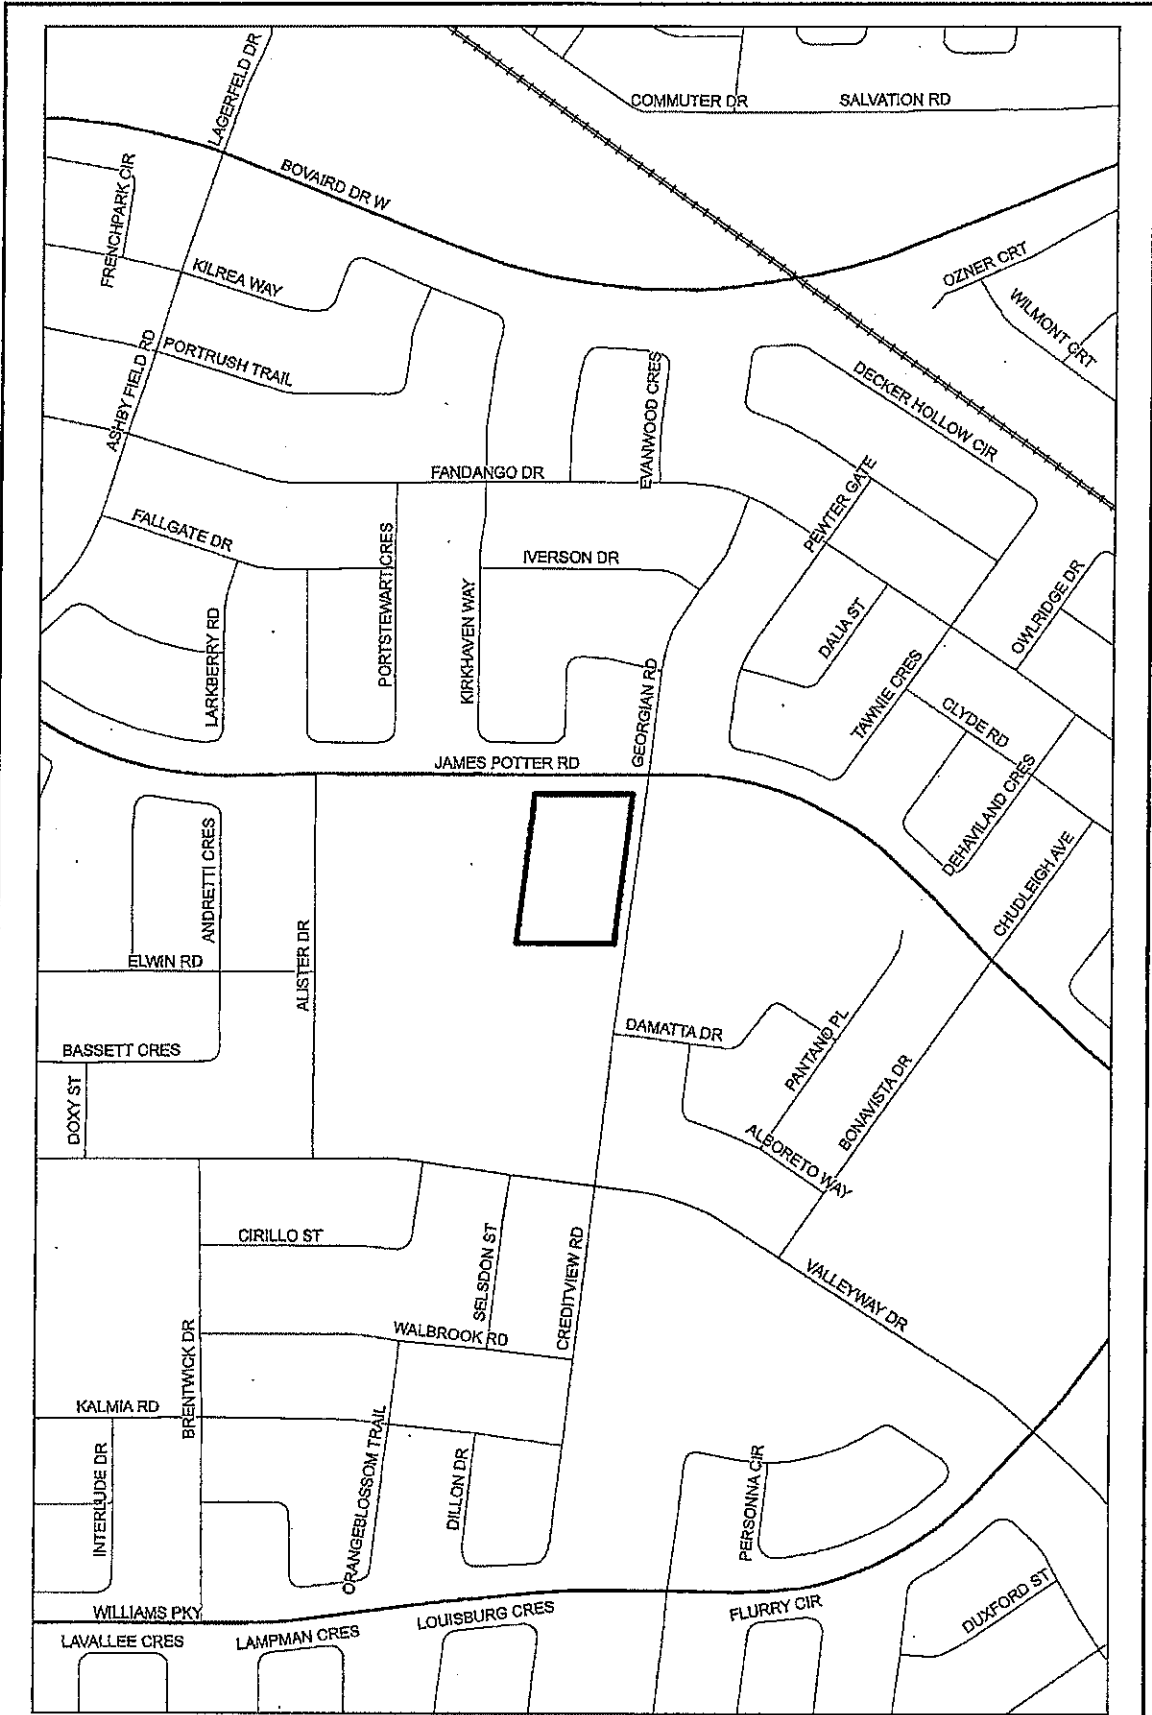 LAGERFELD DR
COMMUTER DR
SALVATION RD
BOVAIRD DR W
FRENCHPARK CIR
KILREA WAY
OZNER CRT
WILMONT CRT
ASHBY FIELD RD
PORTRUSH TRAIL
EVANWOOD CRES
DECKER HOLLOW CIR
FANDANGO DR
PEWTER GATE
FALLGATE DR
PORTSTEWART CRES
IVERSON DR
KIRKHAVEN WAY
DALIA ST
OWLRIDGE DR
LARKBERRY RD
GEORGIAN RD
TAWNIE CRES
CLYDE RD
JAMES POTTER RD
DEHAVILAND CRES
ANDRETTI CRES
CHUDLEIGH AVE
ELWIN RD
ALISTER DR
DAMATTA DR
PANTANO PL
BASSETT CRES
DOXY ST
BONAVISTA DR
ALBORETO WAY
CIRILLO ST
SELSDON ST
CREDITVIEW RD
VALLEYWAY DR
WALBROOK RD
BRENTWICK DR
KALMIA RD
ORANGEBLOSSOM TRAIL
INTERLUDE DR
DILLON DR
PERSONNA CIR
WILLIAMS PKY
LOUISBURG CRES
FLURRY CIR
DUXFORD ST
LAVALLEE CRES
LAMPMAN CRES